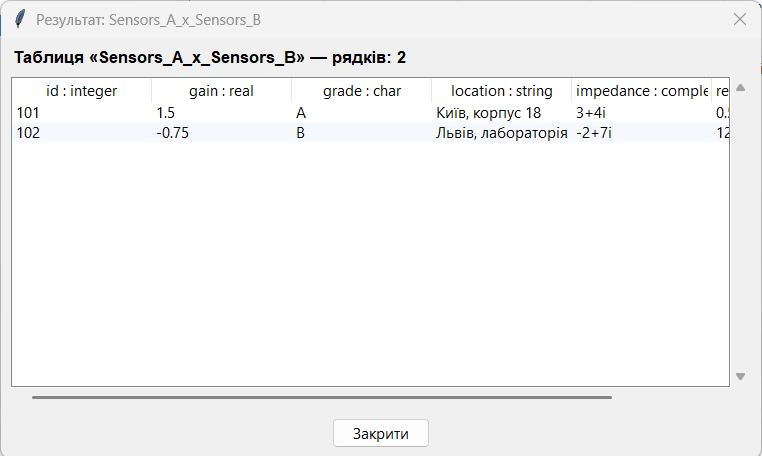 Результат: Sensors_A_x_Sensors_B
Таблиця «Sensors_A_x_Sensors_B» — рядків: 2
id : integer gain : real grade : char location : string impedance : comple re
101 1.5 A Київ, корпус 18 3+4i 0.5
102 -0.75 B Львів, лабораторія -2+7i 12
Закрити